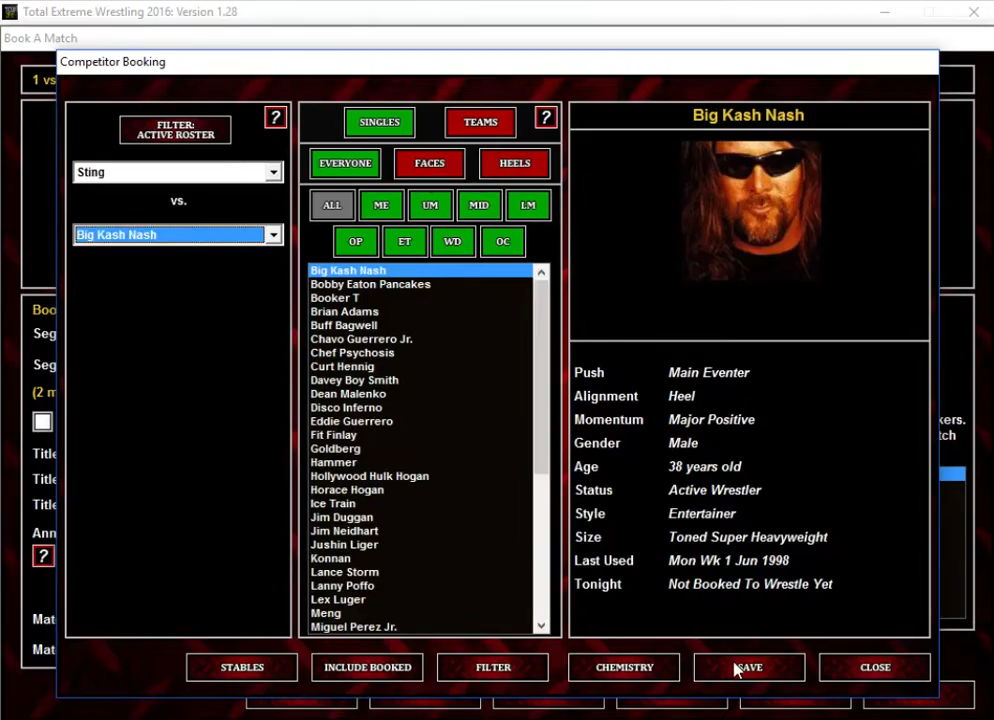 Total Extreme Wrestling 2016: Version 1.28
Book A Match
Competitor Booking
1 vs
FILTER:
ACTIVE ROSTER
?
Sting
vs.
Big Kash Nash
SINGLES
TEAMS
?
EVERYONE
FACES
HEELS
ALL
ME
UM
MID
LM
OP
ET
WD
OC
Big Kash Nash
Bobby Eaton Pancakes
Booker T
Brian Adams
Buff Bagwell
Chavo Guerrero Jr.
Chef Psychosis
Curt Hennig
Davey Boy Smith
Dean Malenko
Disco Inferno
Eddie Guerrero
Fit Finlay
Goldberg
Hammer
Hollywood Hulk Hogan
Horace Hogan
Ice Train
Jim Duggan
Jim Neidhart
Jushin Liger
Konnan
Lance Storm
Lanny Poffo
Lex Luger
Meng
Miguel Perez Jr.
Big Kash Nash
Push Main Eventer
Alignment Heel
Momentum Major Positive
Gender Male
Age 38 years old
Status Active Wrestler
Style Entertainer
Size Toned Super Heavyweight
Last Used Mon Wk 1 Jun 1998
Tonight Not Booked To Wrestle Yet
Boo
Seg
Seg
(2 m
Title
Title
Title
Ann
?
Mat
Mat
kers.
tch
STABLES
INCLUDE BOOKED
FILTER
CHEMISTRY
SAVE
CLOSE